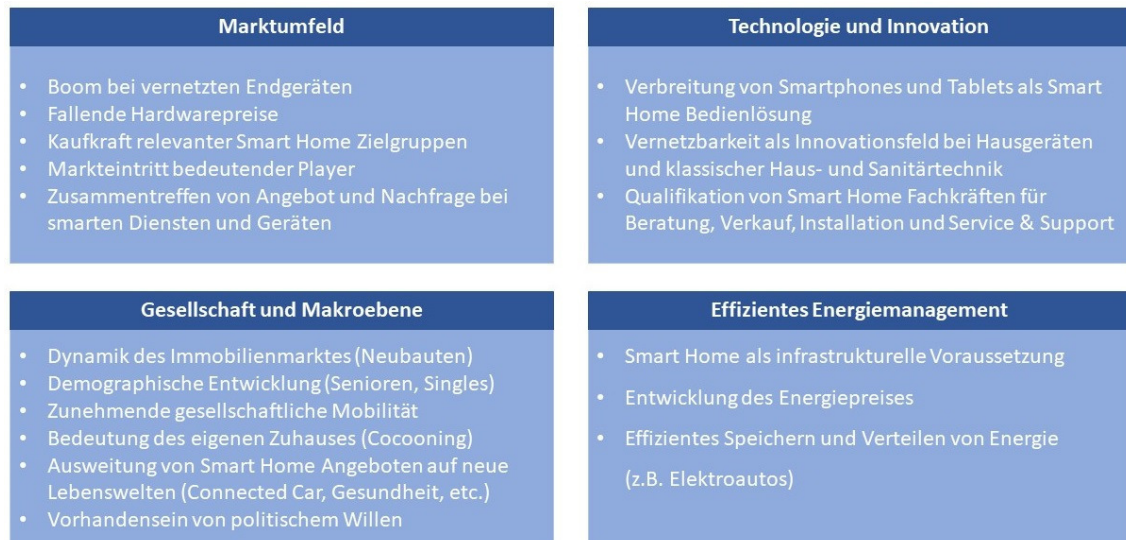 Marktumfeld
• Boom bei vernetzten Endgeräten
• Fallende Hardwarepreise
• Kaufkraft relevanter Smart Home Zielgruppen
• Markteintritt bedeutender Player
• Zusammentreffen von Angebot und Nachfrage bei
smarten Diensten und Geräten
Technologie und Innovation
• Verbreitung von Smartphones und Tablets als Smart
Home Bedienlösung
• Vernetzbarkeit als Innovationsfeld bei Hausgeräten
und klassischer Haus- und Sanitärtechnik
• Qualifikation von Smart Home Fachkräften für
Beratung, Verkauf, Installation und Service & Support
Gesellschaft und Makroebene
• Dynamik des Immobilienmarktes (Neubauten)
• Demographische Entwicklung (Senioren, Singles)
• Zunehmende gesellschaftliche Mobilität
• Bedeutung des eigenen Zuhauses (Cocooning)
• Ausweitung von Smart Home Angeboten auf neue
Lebenswelten (Connected Car, Gesundheit, etc.)
• Vorhandensein von politischem Willen
Effizientes Energiemanagement
• Smart Home als infrastrukturelle Voraussetzung
• Entwicklung des Energiepreises
• Effizientes Speichern und Verteilen von Energie
(z.B. Elektroautos)